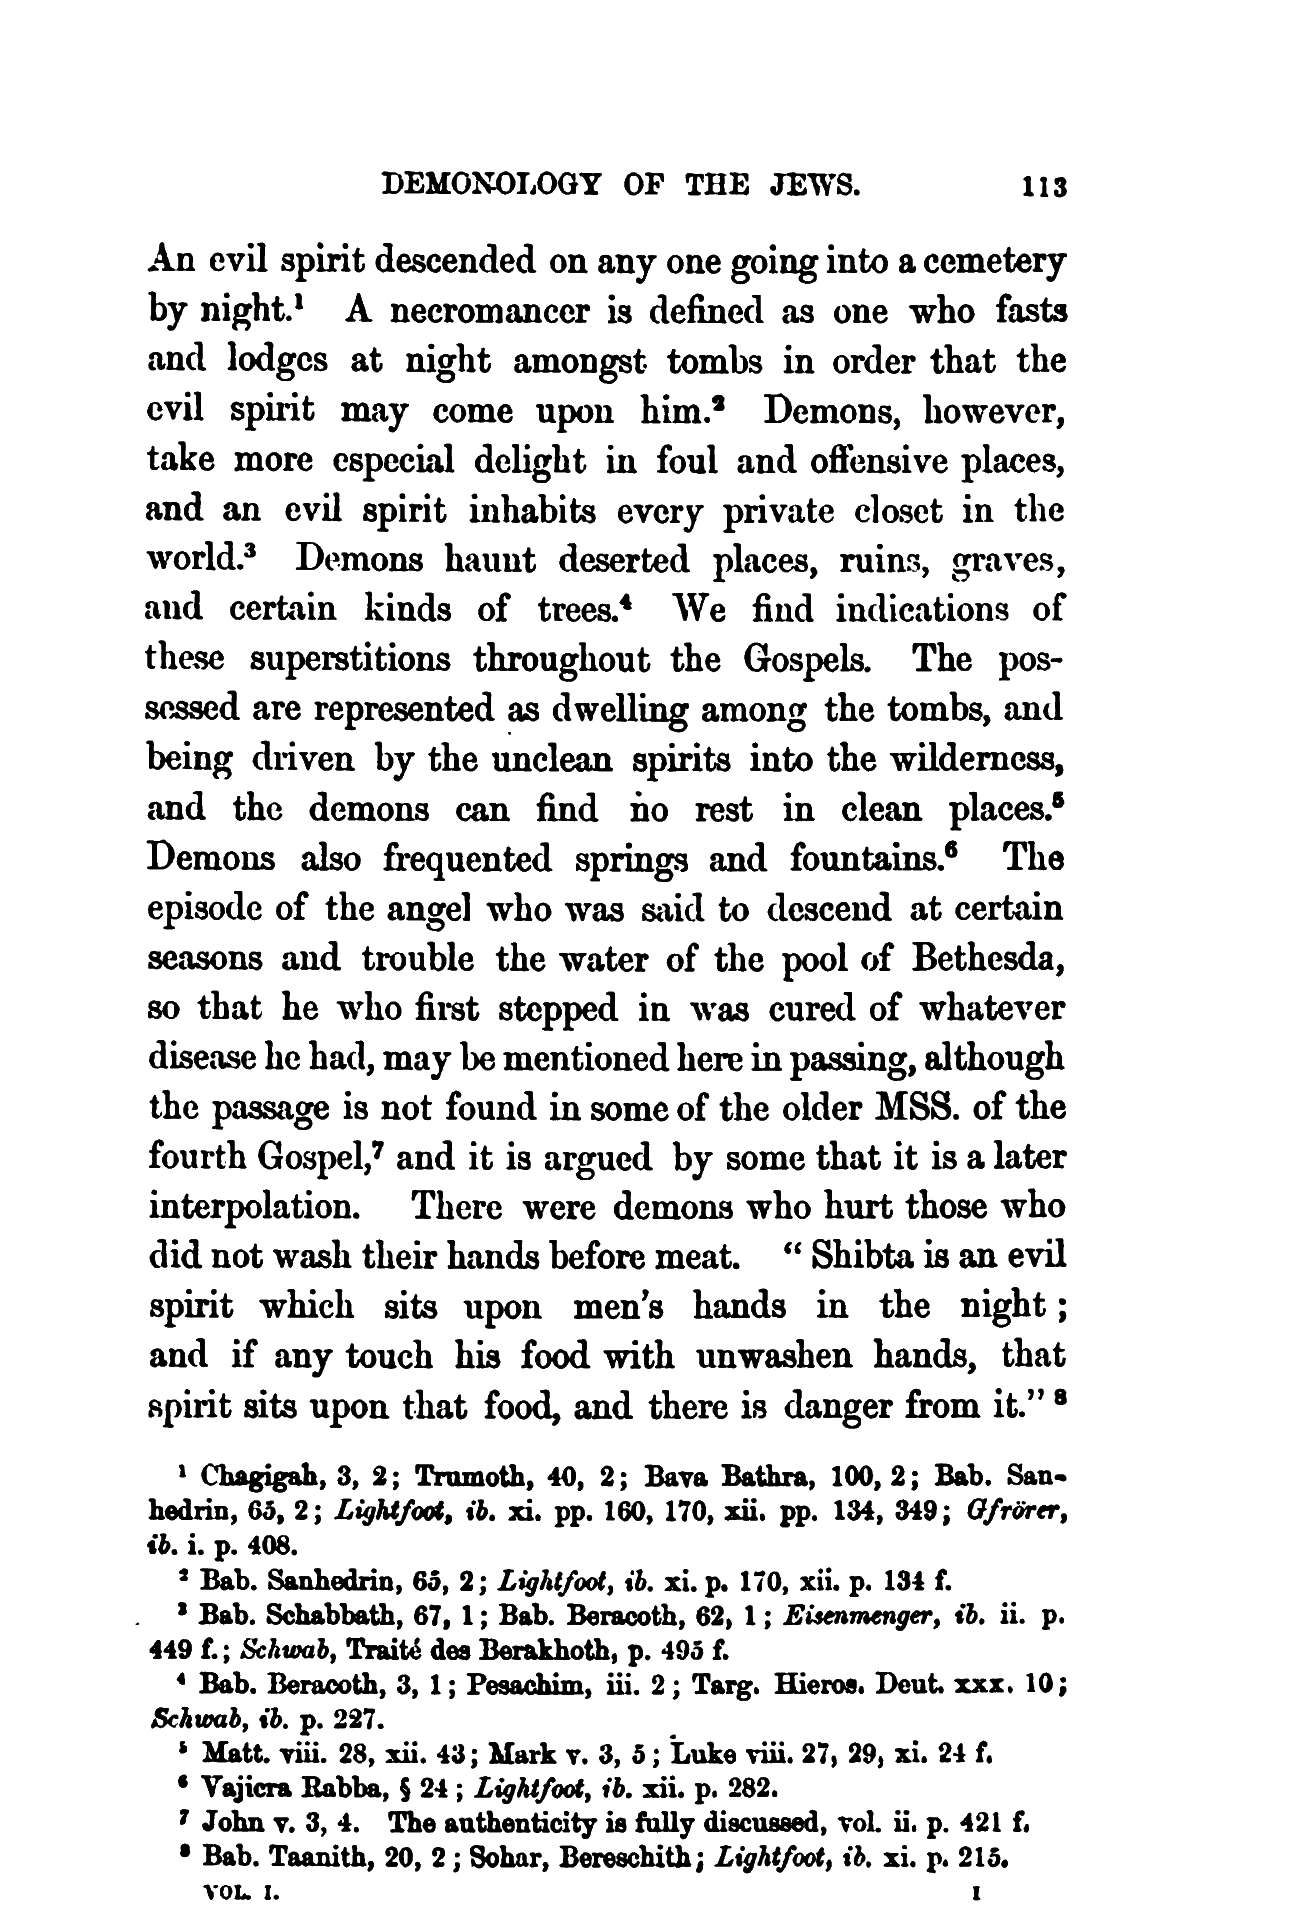 DEMONOLOGY OF THE JEWS. 113
An evil spirit descended on any one going into a cemetery
by night.¹ A necromancer is defined as one who fasts
and lodges at night amongst tombs in order that the
evil spirit may come upon him.² Demons, however,
take more especial delight in foul and offensive places,
and an evil spirit inhabits every private closet in the
world.³ Demons haunt deserted places, ruins, graves,
and certain kinds of trees.⁴ We find indications of
these superstitions throughout the Gospels. The pos-
sessed are represented as dwelling among the tombs, and
being driven by the unclean spirits into the wilderness,
and the demons can find no rest in clean places.⁵
Demons also frequented springs and fountains.⁶ The
episode of the angel who was said to descend at certain
seasons and trouble the water of the pool of Bethesda,
so that he who first stepped in was cured of whatever
disease he had, may be mentioned here in passing, although
the passage is not found in some of the older MSS. of the
fourth Gospel,⁷ and it is argued by some that it is a later
interpolation. There were demons who hurt those who
did not wash their hands before meat. “Shibta is an evil
spirit which sits upon men’s hands in the night;
and if any touch his food with unwashen hands, that
spirit sits upon that food, and there is danger from it.”⁸
¹ Chagigah, 3, 2; Trumoth, 40, 2; Bava Bathra, 100, 2; Bab. San-
hedrin, 65, 2; Lightfoot, ib. xi. pp. 160, 170, xii. pp. 134, 349; Gfrörer,
ib. i. p. 408.
² Bab. Sanhedrin, 65, 2; Lightfoot, ib. xi. p. 170, xii. p. 134 f.
³ Bab. Schabbath, 67, 1; Bab. Beracoth, 62, 1; Eisenmenger, ib. ii. p.
449 f.; Schwab, Traité des Berakhoth, p. 495 f.
⁴ Bab. Beracoth, 3, 1; Pesachim, iii. 2; Targ. Hieros. Deut. xxx. 10;
Schwab, ib. p. 227.
⁵ Matt. viii. 28, xii. 43; Mark v. 3, 5; Luke viii. 27, 29, xi. 24 f.
⁶ Vajicra Rabba, § 24; Lightfoot, ib. xii. p. 282.
⁷ John v. 3, 4. The authenticity is fully discussed, vol. ii. p. 421 f.
⁸ Bab. Taanith, 20, 2; Sohar, Bereschith; Lightfoot, ib. xi. p. 215.
VOL. I. I